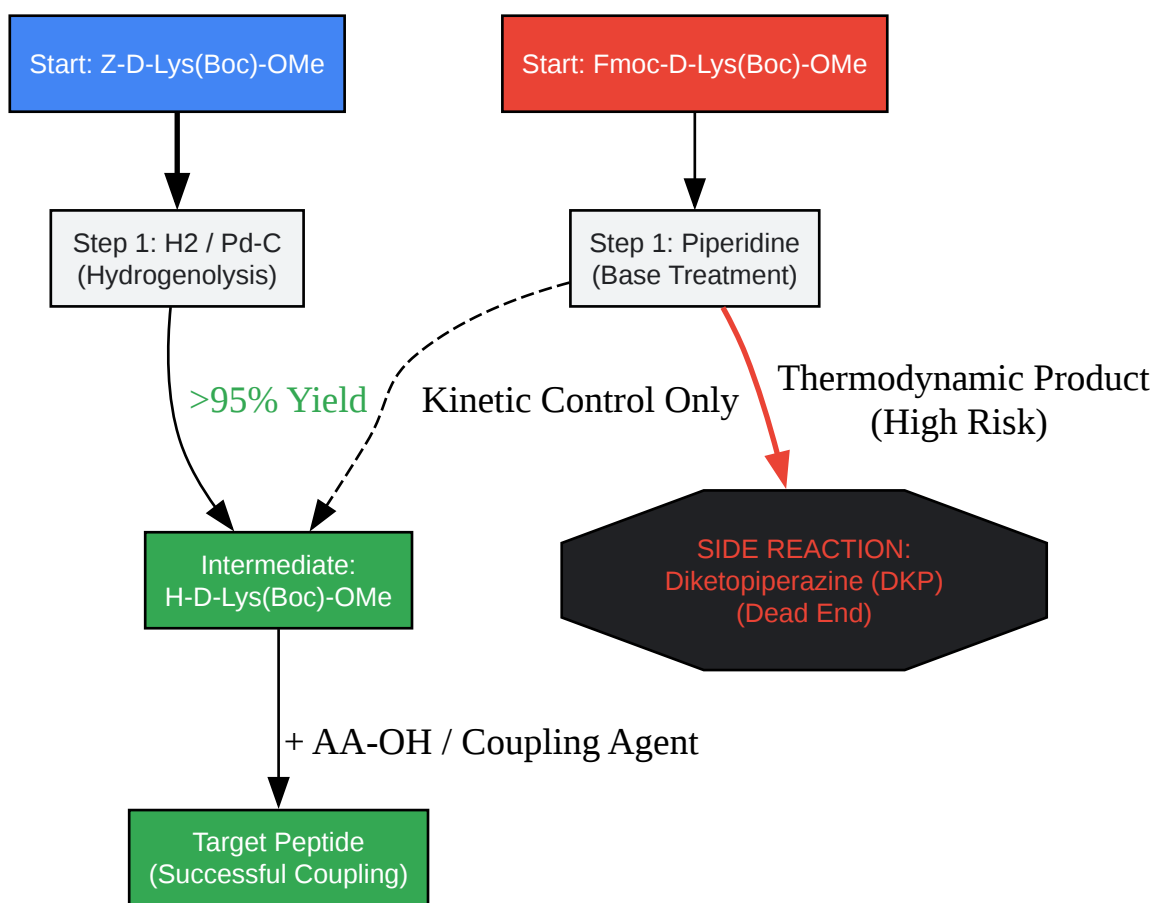 Start: Z-D-Lys(Boc)-OMe
Start: Fmoc-D-Lys(Boc)-OMe
Step 1: H2 / Pd-C
(Hydrogenolysis)
Step 1: Piperidine
(Base Treatment)
>95% Yield
Kinetic Control Only
Thermodynamic Product
(High Risk)
Intermediate:
H-D-Lys(Boc)-OMe
SIDE REACTION:
Diketopiperazine (DKP)
(Dead End)
+ AA-OH / Coupling Agent
Target Peptide
(Successful Coupling)